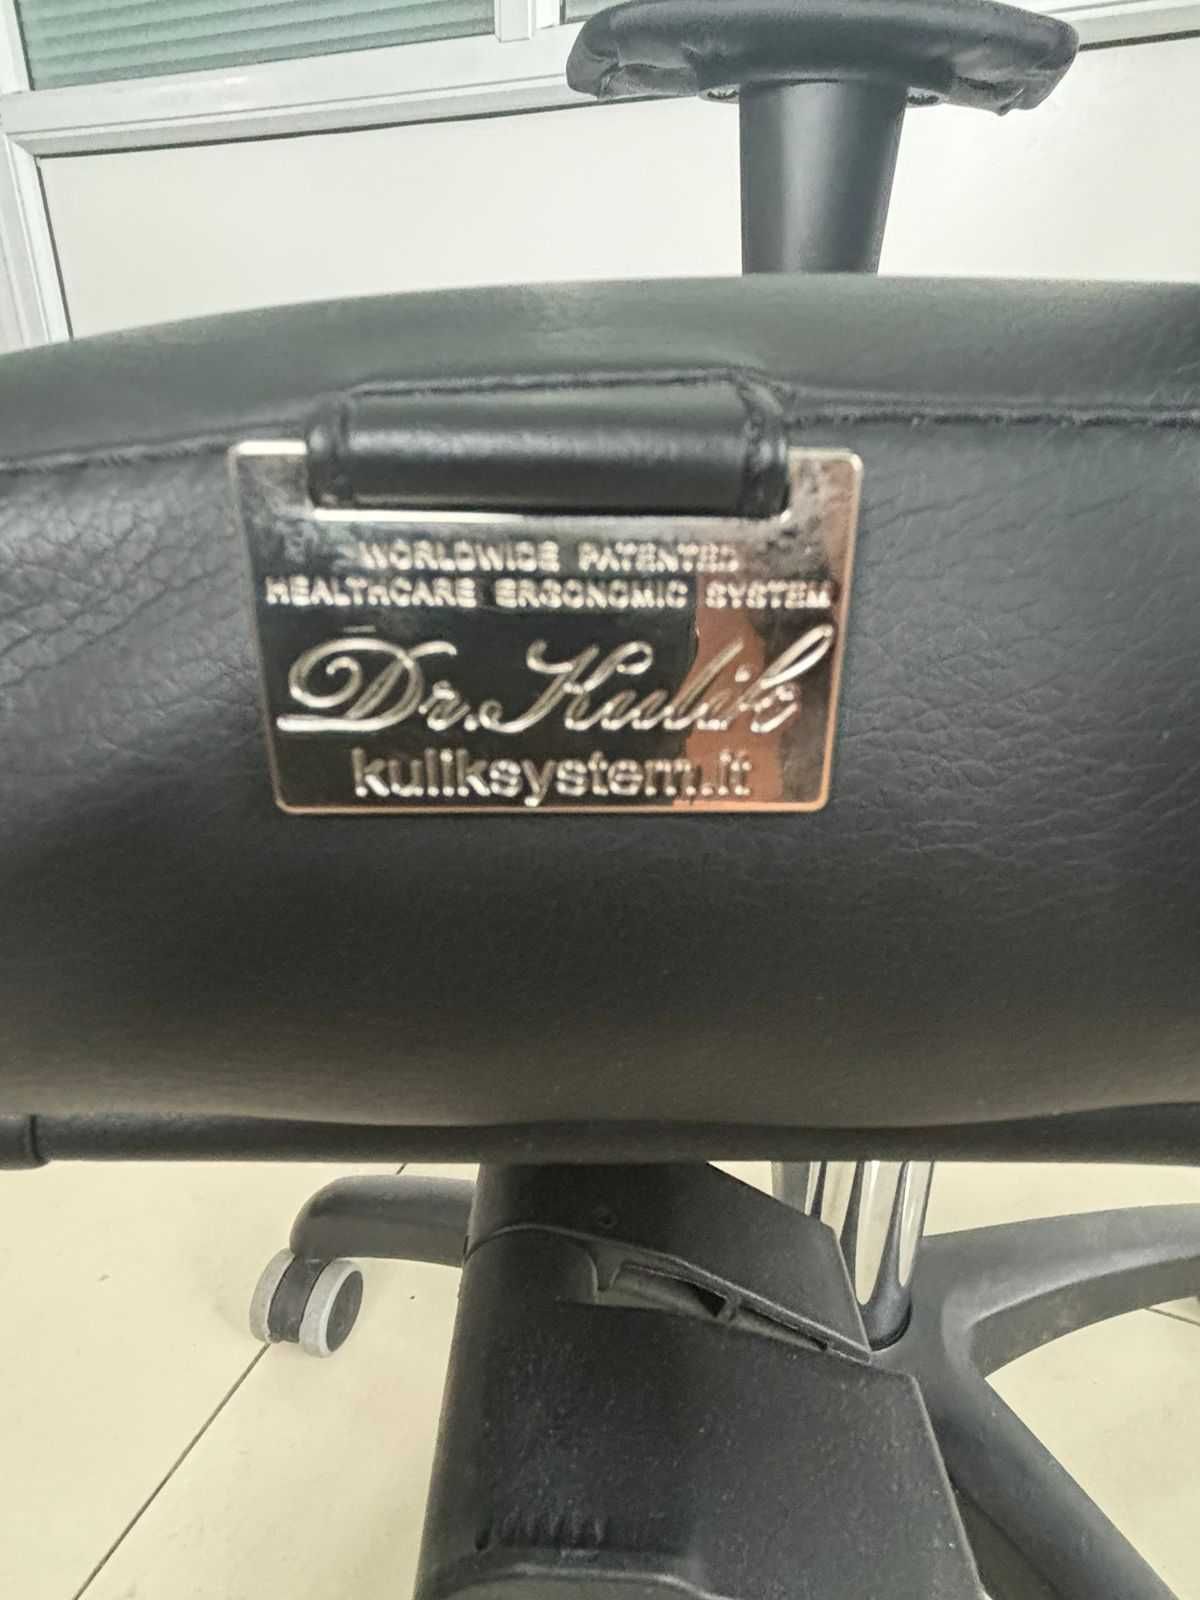 WORLDWIDE PATENTED
HEALTHCARE ERGONOMIC SYSTEM
Dr. Kulik
kuliksystem.it